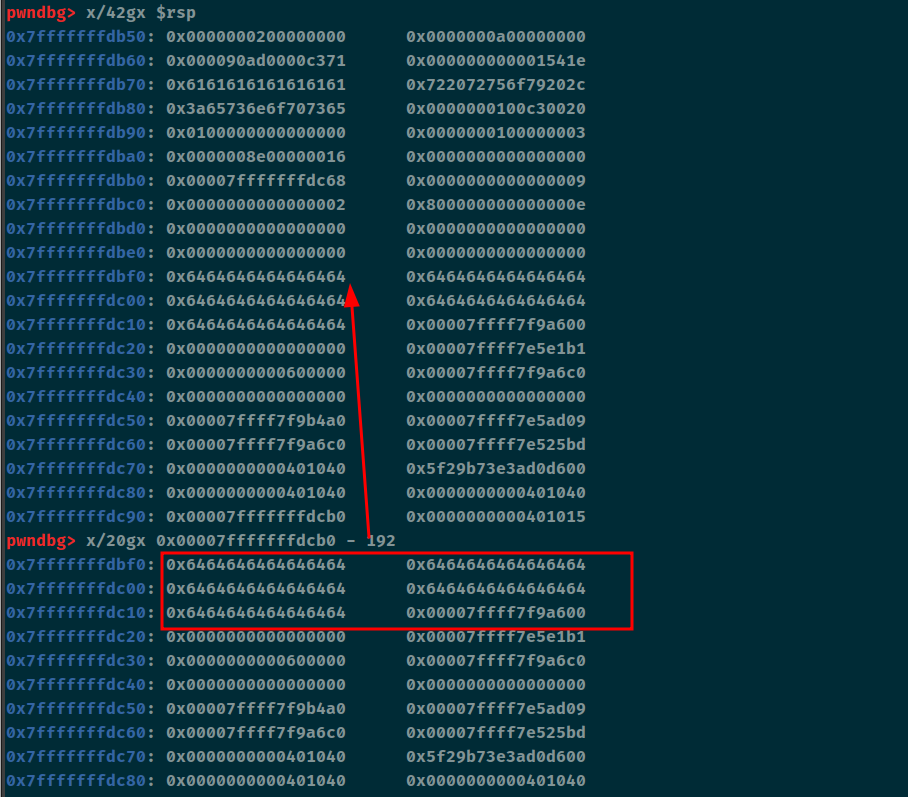 pwndbg> x/42gx $rsp
0x7fffffffdb50: 0x0000000200000000 0x0000000a00000000
0x7fffffffdb60: 0x000090ad0000c371 0x000000000001541e
0x7fffffffdb70: 0x6161616161616161 0x722072756f79202c
0x7fffffffdb80: 0x3a65736e6f707365 0x0000000100c30020
0x7fffffffdb90: 0x0100000000000000 0x0000000100000003
0x7fffffffdba0: 0x0000008e00000016 0x0000000000000000
0x7fffffffdbb0: 0x00007fffffffdc68 0x0000000000000009
0x7fffffffdbc0: 0x0000000000000002 0x800000000000000e
0x7fffffffdbd0: 0x0000000000000000 0x0000000000000000
0x7fffffffdbe0: 0x0000000000000000 0x0000000000000000
0x7fffffffdbf0: 0x6464646464646464 0x6464646464646464
0x7fffffffdc00: 0x6464646464646464 0x6464646464646464
0x7fffffffdc10: 0x6464646464646464 0x00007ffff7f9a600
0x7fffffffdc20: 0x0000000000000000 0x00007ffff7e5e1b1
0x7fffffffdc30: 0x0000000000600000 0x00007ffff7f9a6c0
0x7fffffffdc40: 0x0000000000000000 0x0000000000000000
0x7fffffffdc50: 0x00007ffff7f9b4a0 0x00007ffff7e5ad09
0x7fffffffdc60: 0x00007ffff7f9a6c0 0x00007ffff7e525bd
0x7fffffffdc70: 0x0000000000401040 0x5f29b73e3ad0d600
0x7fffffffdc80: 0x0000000000401040 0x0000000000401040
0x7fffffffdc90: 0x00007fffffffdcb0 0x0000000000401015
pwndbg> x/20gx 0x00007fffffffdcb0 - 192
0x7fffffffdbf0: 0x6464646464646464 0x6464646464646464
0x7fffffffdc00: 0x6464646464646464 0x6464646464646464
0x7fffffffdc10: 0x6464646464646464 0x00007ffff7f9a600
0x7fffffffdc20: 0x0000000000000000 0x00007ffff7e5e1b1
0x7fffffffdc30: 0x0000000000600000 0x00007ffff7f9a6c0
0x7fffffffdc40: 0x0000000000000000 0x0000000000000000
0x7fffffffdc50: 0x00007ffff7f9b4a0 0x00007ffff7e5ad09
0x7fffffffdc60: 0x00007ffff7f9a6c0 0x00007ffff7e525bd
0x7fffffffdc70: 0x0000000000401040 0x5f29b73e3ad0d600
0x7fffffffdc80: 0x0000000000401040 0x0000000000401040